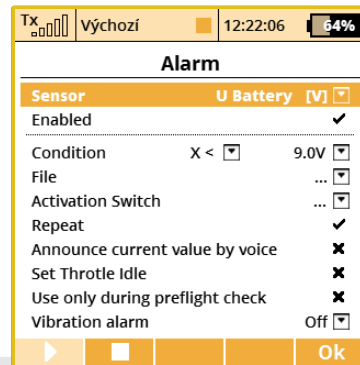 Tx Výchozí 12:22:06 64%
Alarm
Sensor U Battery [V]
Enabled
Condition X < 9.0V
File ...
Activation Switch ...
Repeat
Announce current value by voice
Set Throtle Idle
Use only during preflight check
Vibration alarm Off
Ok